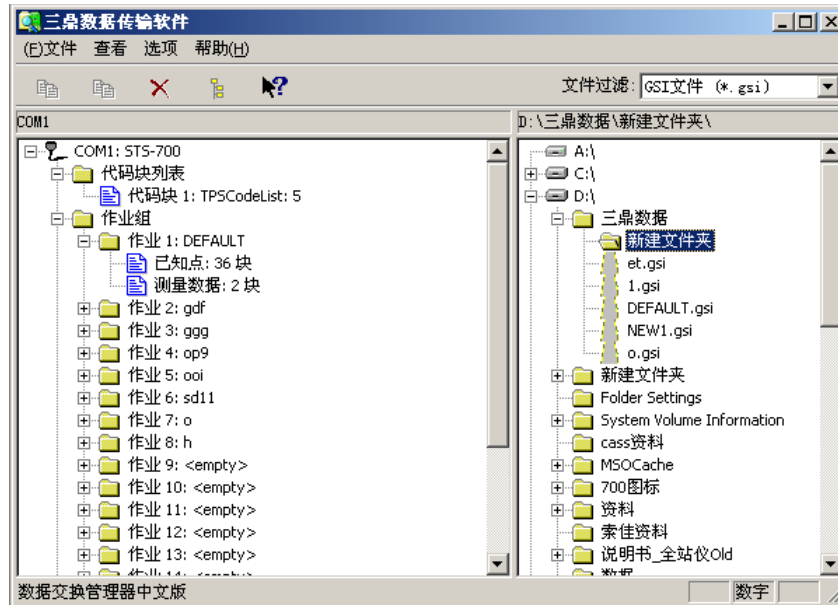 三鼎数据传输软件
(F)文件 查看 选项 帮助(H)
文件过滤: GSI文件 (*.gsi)
COM1
D:\三鼎数据\新建文件夹\
COM1: STS-700
代码块列表
代码块 1: TPSCodeList: 5
作业组
作业 1: DEFAULT
已知点: 36 块
测量数据: 2 块
作业 2: gdf
作业 3: ggg
作业 4: op9
作业 5: ooi
作业 6: sd11
作业 7: o
作业 8: h
作业 9: <empty>
作业 10: <empty>
作业 11: <empty>
作业 12: <empty>
作业 13: <empty>
A:\
C:\
D:\
三鼎数据
新建文件夹
et.gsi
1.gsi
DEFAULT.gsi
NEW1.gsi
o.gsi
新建文件夹
Folder Settings
System Volume Information
cass资料
MSOCache
700图标
资料
索佳资料
说明书_全站仪Old
数据交换管理器中文版
数字